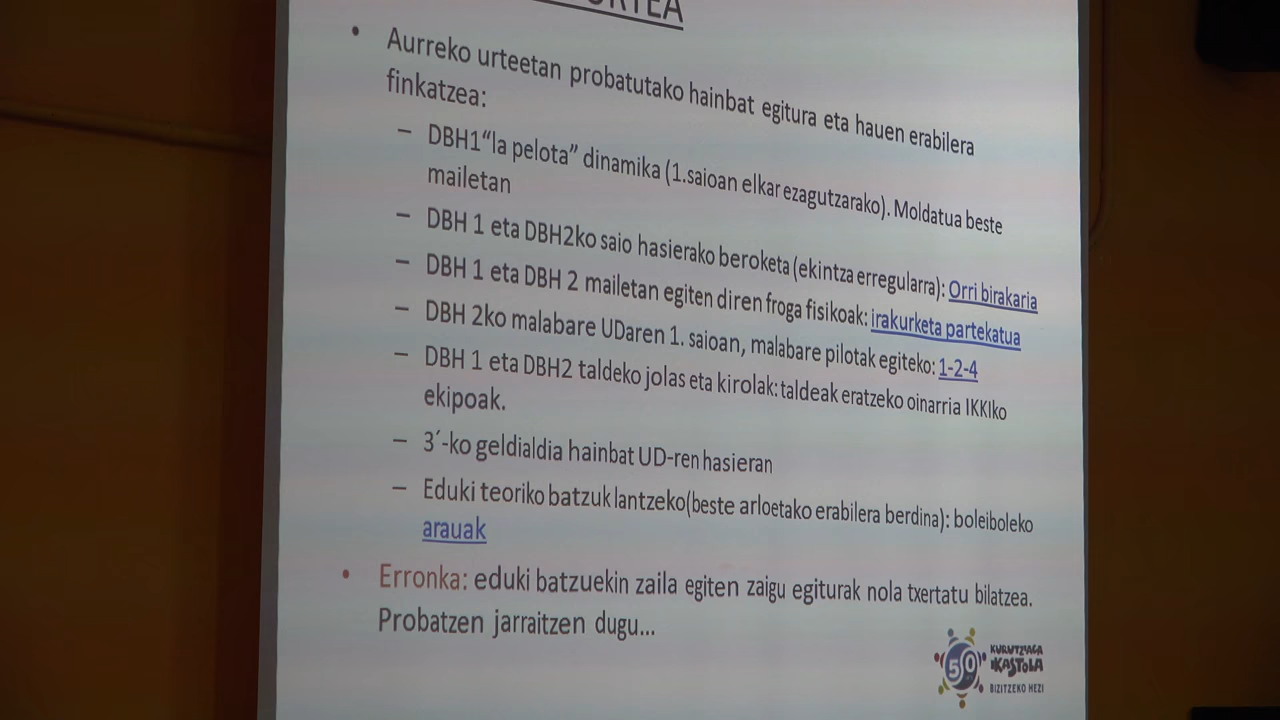 • Aurreko urteetan probatutako hainbat egitura eta hauen erabilera
finkatzea:
– DBH1“la pelota” dinamika (1.saioan elkar ezagutzarako). Moldatua beste
mailetan
– DBH 1 eta DBH2ko saio hasierako beroketa (ekintza erregularra): Orri birakaria
– DBH 1 eta DBH 2 mailetan egiten diren froga fisikoak: irakurketa partekatua
– DBH 2ko malabare UDaren 1. saioan, malabare pilotak egiteko: 1-2-4
– DBH 1 eta DBH2 taldeko jolas eta kirolak: taldeak eratzeko oinarria IKKIko
ekipoak.
– 3´-ko geldialdia hainbat UD-ren hasieran
– Eduki teoriko batzuk lantzeko(beste arloetako erabilera berdina): boleiboleko
arauak
• Erronka: eduki batzuekin zaila egiten zaigu egiturak nola txertatu bilatzea.
Probatzen jarraitzen dugu...
50
KURUTZIAGA
IKASTOLA
BIZITZEKO HEZI